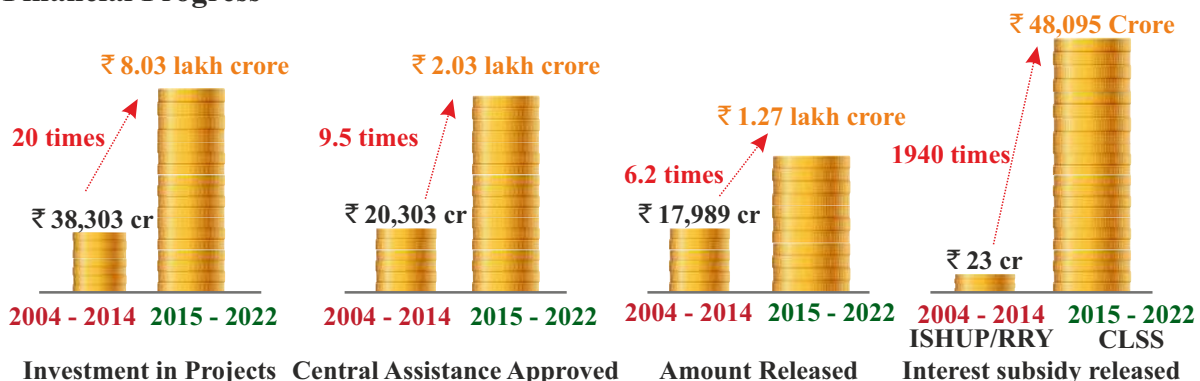 Financial Progress
₹ 8.03 lakh crore
20 times
₹ 38,303 cr
2004 - 2014 2015 - 2022
Investment in Projects
₹ 2.03 lakh crore
9.5 times
₹ 20,303 cr
2004 - 2014 2015 - 2022
Central Assistance Approved
₹ 1.27 lakh crore
6.2 times
₹ 17,989 cr
2004 - 2014 2015 - 2022
Amount Released
₹ 48,095 Crore
1940 times
₹ 23 cr
2004 - 2014 2015 - 2022
ISHUP/RRY CLSS
Interest subsidy released